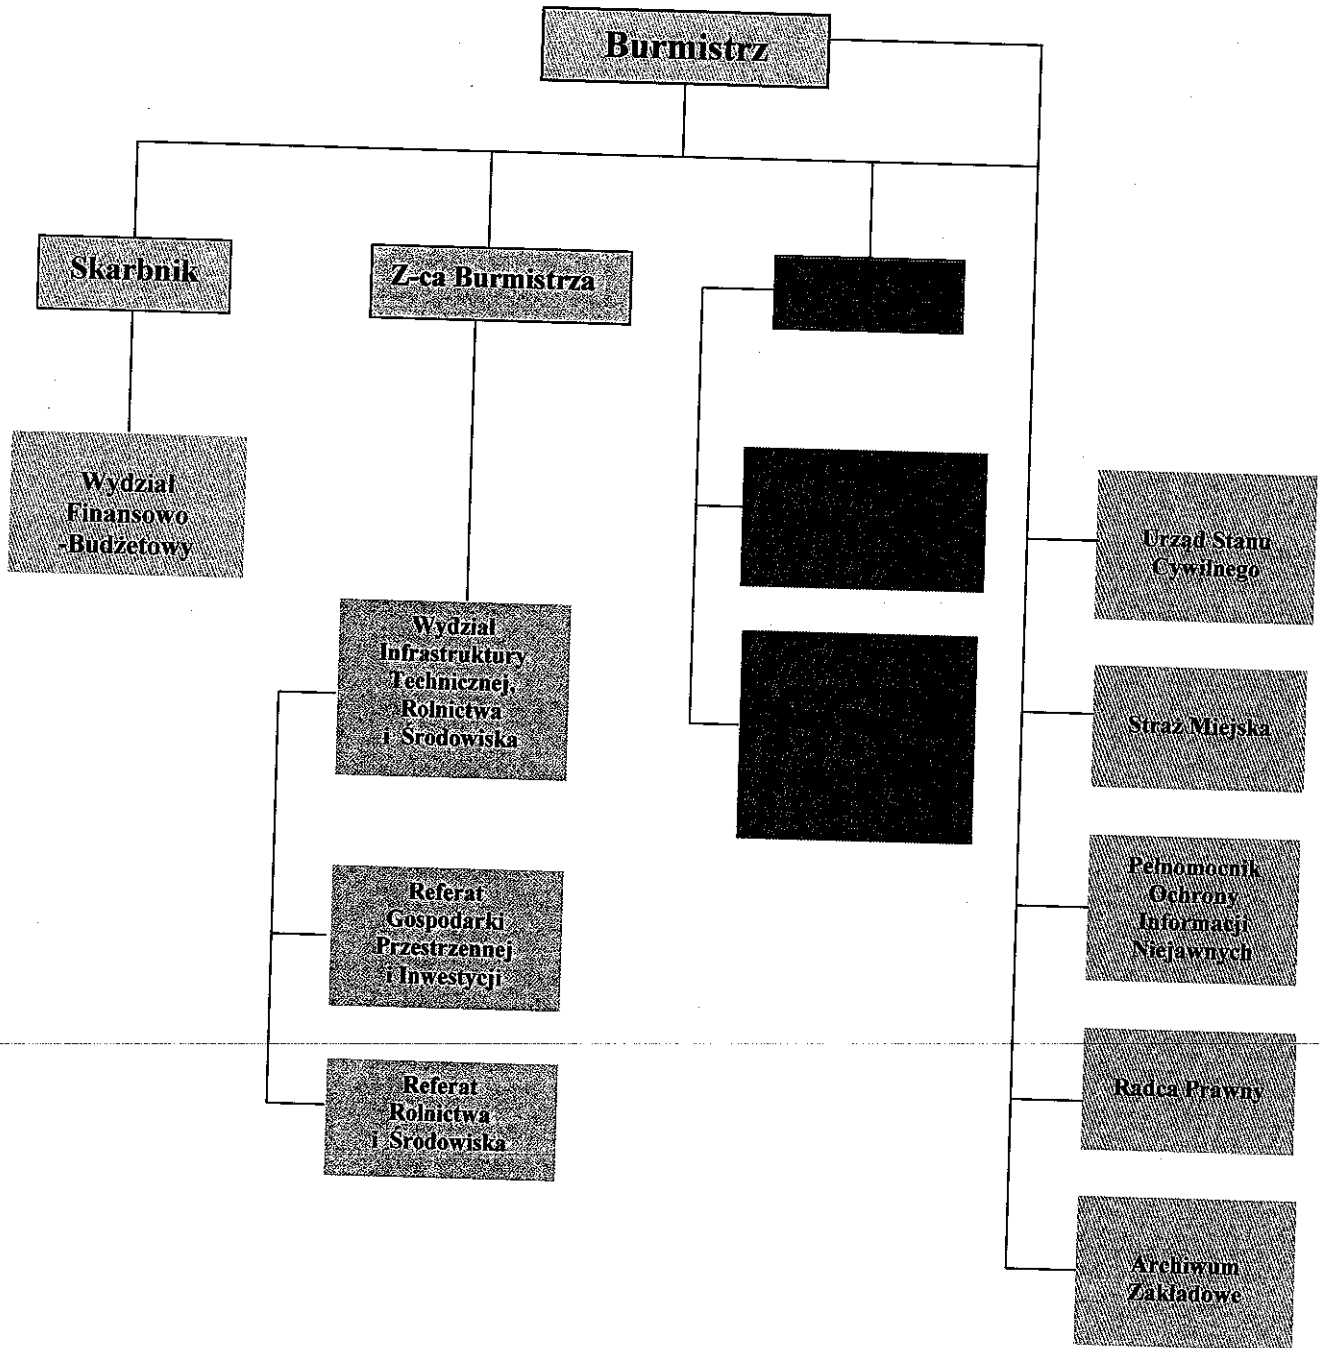 Burmistrz
Skarbnik
Z-ca Burmistrza
Wydział
Finansowo
-Budżetowy
Wydział
Infrastruktury
Technicznej,
Rolnictwa
i Środowiska
Referat
Gospodarki
Przestrzennej
i Inwestycji
Referat
Rolnictwa
i Środowiska
Urząd Stanu
Cywilnego
Straż Miejska
Pełnomocnik
Ochrony
Informacji
Niejawnych
Radca Prawny
Archiwum
Zakładowe